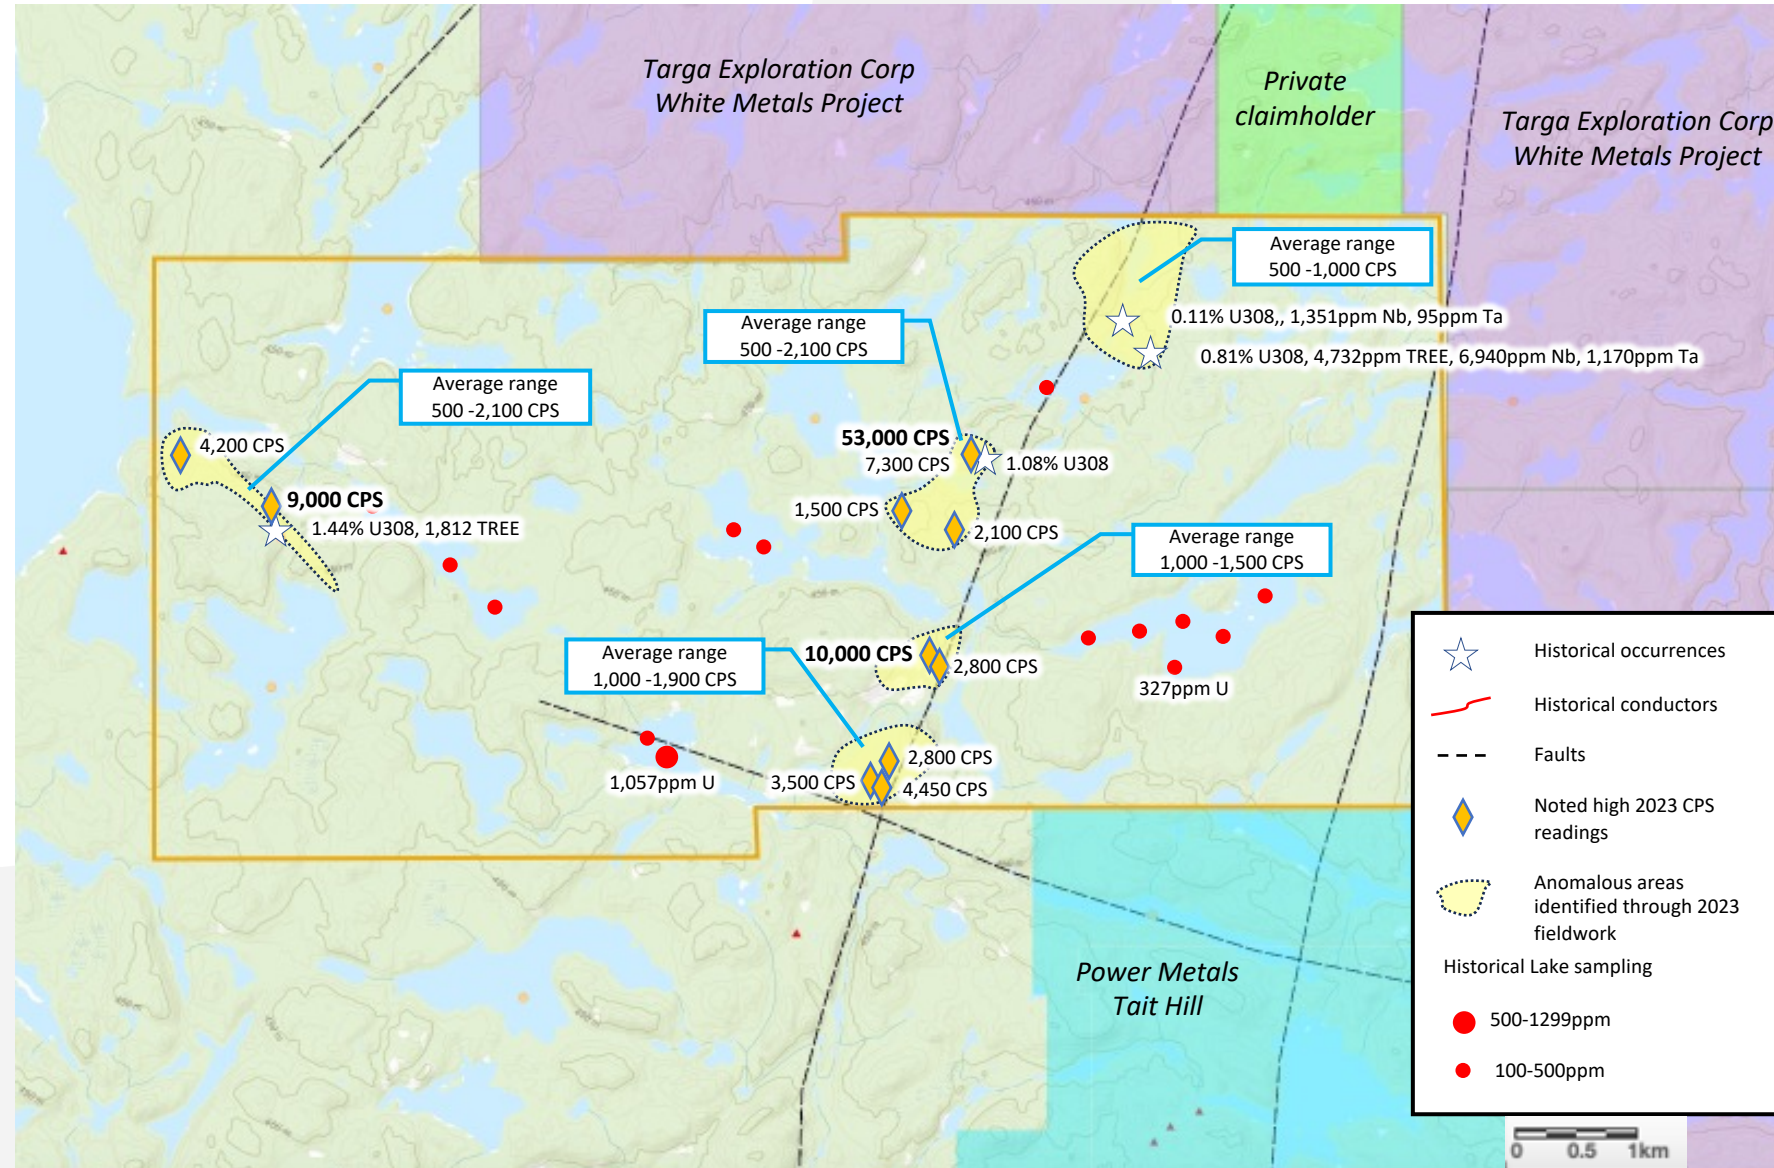 Targa Exploration Corp
White Metals Project
Private
claimholder
Targa Exploration Corp
White Metals Project
Average range
500 -1,000 CPS
0.11% U308,, 1,351ppm Nb, 95ppm Ta
0.81% U308, 4,732ppm TREE, 6,940ppm Nb, 1,170ppm Ta
Average range
500 -2,100 CPS
Average range
500 -2,100 CPS
4,200 CPS
9,000 CPS
1.44% U308, 1,812 TREE
53,000 CPS
7,300 CPS
1.08% U308
1,500 CPS
2,100 CPS
Average range
1,000 -1,500 CPS
10,000 CPS
2,800 CPS
Average range
1,000 -1,900 CPS
327ppm U
1,057ppm U
2,800 CPS
3,500 CPS
4,450 CPS
Power Metals
Tait Hill
Historical occurrences
Historical conductors
Faults
Noted high 2023 CPS
readings
Anomalous areas
identified through 2023
fieldwork
Historical Lake sampling
500-1299ppm
100-500ppm
0 0.5 1km